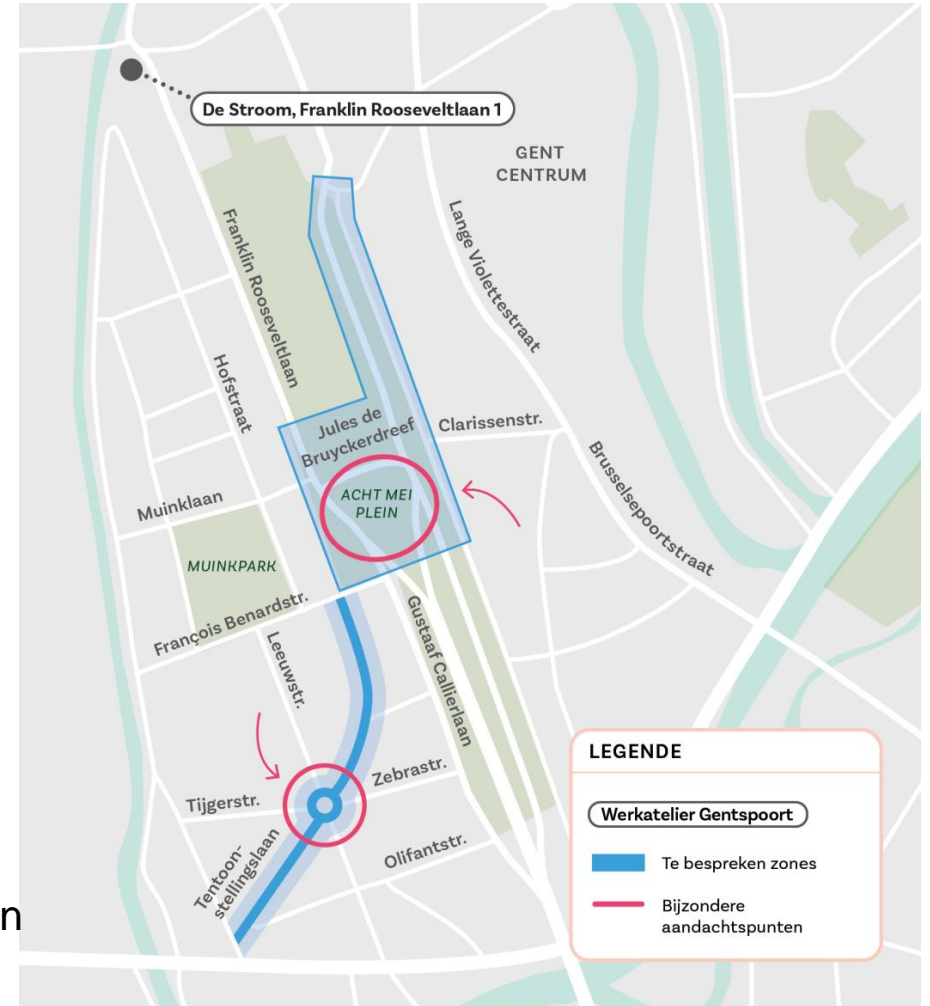 De Stroom, Franklin Rooseveltlaan 1
GENT
CENTRUM
Franklin Rooseveltlaan
Lange Violettestraat
Hofstraat
Jules de
Bruyckerdreef
Clarissenstr.
Brusselsepoortstraat
Muinklaan
ACHT MEI
PLEIN
MUINKPARK
François Benardstr.
Leeuwstr.
Gustaaf Callierlaan
Tijgerstr.
Zebrastr.
Olifantstr.
Tentoon-
stellingslaan
n
LEGENDE
Werkatelier Gentspoort
Te bespreken zones
Bijzondere
aandachtspunten